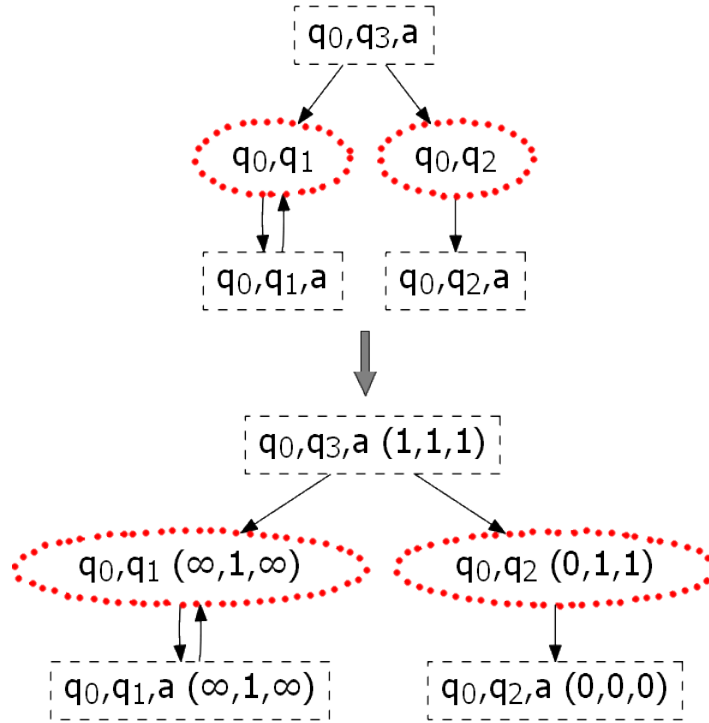 q₀,q₃,a
q₀,q₁
q₀,q₂
q₀,q₁,a
q₀,q₂,a
q₀,q₃,a (1,1,1)
q₀,q₁ (∞,1,∞)
q₀,q₂ (0,1,1)
q₀,q₁,a (∞,1,∞)
q₀,q₂,a (0,0,0)